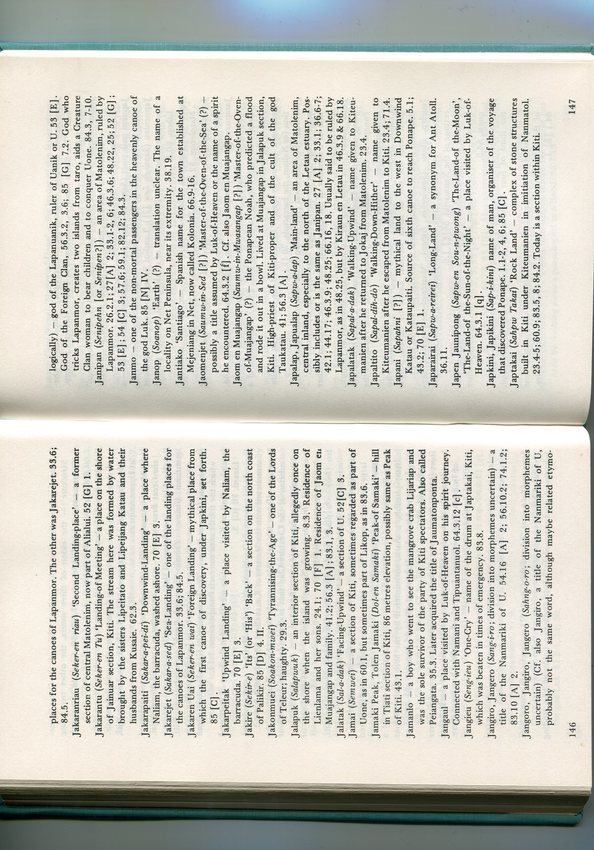 places for the canoes of Lapanmor. The other was Jakarejet. 33.6;
84.5.
Jakaranriau (Seker-en riau) ‘Second Landing-place’ — a former
section of central Matolenim, now part of Alialui. 52 [G] 1.
Jakarantu (Seker-en Tu) ‘Landing-of Meeting’ — a place on the shore
of Jainuar section, Kiti. The stream here was formed by water
brought by the sisters Lipeitato and Lipeijang Katau and their
husbands from Kusaie. 62.3.
Jakarapaiti (Sakar-a-pei-di) ‘Downwind-Landing’ — a place where
Naliam, the barracuda, washed ashore. 70 [E] 3.
Jakarejet (Sakar-a-sed) ‘Sea-Landing’ — one of the landing places for
the canoes of Lapanmor. 33.6; 84.5.
Jakaren Uai (Seker-en wai) ‘Foreign Landing’ — mythical place from
which the first canoe of discovery, under Japkini, set forth.
85 [C].
Jakarpeitak ‘Upwind Landing’ — a place visited by Naliam, the
barracuda. 70 [E] 3.
Jakire (Sekir-e) ‘Its’ (or ‘His’) ‘Back’ — a section on the north coast
of Palikir. 85 [D] 4. II.
Jakonmuei (Soakon-mwei) ‘Tyrannising-the-Age’ — one of the Lords
of Teleur; haughty. 29.3.
Jalapuk (Salapwuk) — an interior section of Kiti, allegedly once on
the shore when the island was growing. 8.3. Residence of
Lienlama and her sons. 24.1; 70 [F] 1. Residence of Jaom en
Muajangap and family. 41.2; 56.3 [A]; 83.1, 3.
Jalatak (Sal-a-dak) ‘Facing-Upwind’ — a section of U. 52[C] 3.
Jamai (Semwei) — a section of Kiti, sometimes regarded as part of
Uone, as in 60.1, but sometimes part of Likop, as in 83.6.
Jamaki Peak, Tolen Jamaki (Dol-en Samaki) ‘Peak-of Samaki’ — hill
in Tiati section of Kiti, 86 metres elevation, possibly same as Peak
of Kiti. 43.1.
Jamanlo — a boy who went to see the mangrove crab Lijariap and
was the sole survivor of the party of Kiti spectators. Also called
Peiangata. 35.3. Later acquired the title of Jaumatonponta.
Jangaul — a place visited by Luk-of-Heaven on his spirit journey.
Connected with Namani and Tipuantounal. 64.3.12 [c].
Jangieu (Seng-ieu) ‘One-Cry’ — name of the drum at Japtakai, Kiti,
which was beaten in times of emergency. 83.8.
Jangiro, Jangero (Sang-i-ro; division into morphemes uncertain) — a
title of the Nanmariki of U. 54.16 [A] 2; 56.10.2; 74.1.2;
83.10 [A] 2.
Jangoro, Jangiro, Jangero (Sahng-o-ro; division into morphemes
uncertain) (Cf. also Jangiro, a title of the Nanmariki of U,
probably not the same word, although maybe related etymo-
146
logically) — god of the Lapanuanik, ruler of Uanik or U. 53 [E].
God of the Foreign Clan, 56.3.2, 3.6; 85 [G] 7.2. God who
tricks Lapanmor, creates two islands from taro, aids a Creature
Clan woman to bear children and to conquer Uone. 84.3, 7-10.
Janipan (Senipehn [or Senipen?]) — an area of Matolenim, ruled by
Lapanmor. 26.2.1; 27[A] 2; 33.1-2, 6; 46.3.6; 48.22, 25; 52 [G];
53 [E]; 54 [C] 3; 57.6; 59.1; 82.12; 84.3.
Janmo — one of the non-mortal passengers in the heavenly canoe of
the god Luk. 85 [N] IV.
Janop (Soanop) ‘Earth’ (?) — translation unclear. The name of a
locality on Net Peninsula, near its extremity. 38.19.
Jantiako ‘Santiago’ — Spanish name for the town established at
Mejeniang in Net, now called Kolonia. 66.9-16.
Jaomenjet (Saumw-in-Sed [?]) ‘Master-of-the-Oven-of-the-Sea’ (?) —
possibly a title assumed by Luk-of-Heaven or the name of a spirit
he encountered. 64.3.2 [f]. Cf. also Jaom en Muajangap.
Jaom en Muajangap (Saumw-in-Mwasangap [?]) ‘Master-of-the-Oven-
of-Muajangap’ (?) — the Ponapean Noah, who predicted a flood
and rode it out in a bowl. Lived at Muajangap in Jalapuk section,
Kiti. High-priest of Kiti-proper and of the cult of the god
Taukatau. 41; 56.3 [A].
Japalap, Japualap (Sapw-a-lap) ‘Main-land’ — an area of Matolenim,
central inland, especially to the north of the Letau estuary. Pos-
sibly includes or is the same as Janipan. 27 [A] 2; 33.1; 36.6-7;
42.1; 44.17; 46.3.9; 48.25; 66.16, 18. Usually said to be ruled by
Lapanmor, as in 48.25, but by Kiraun en Letau in 46.3.9 & 66.18.
Japalatak (Sapal-a-dak) ‘Walking-Upwind’ — name given to Kiteu-
manien after he returned to Jokaj from Matolenim. 23.4.
Japaltito (Sapal-dih-do) ‘Walking-Down-Hither’ — name given to
Kiteumanien after he escaped from Matolenim to Kiti. 23.4; 71.4.
Japani (Sapahni [?]) — mythical land to the west in Downwind
Katau or Kataupaiti. Source of sixth canoe to reach Ponape. 5.1;
43.2; 70 [E] 1.
Japarairai (Sapw-a-reirei) ‘Long-Land’ — a synonym for Ant Atoll.
36.11.
Japen Jaunipong (Sapw-en Sou-n-pwong) ‘The-Land-of the-Moon’,
‘The-Land-of the-Sun-of-the-Night’ — a place visited by Luk-of-
Heaven. 64.3.1 [q].
Japkini, Japikini (Sap-i-kini) name of man, organiser of the voyage
that discovered Ponape. 1.1-2, 4, 6; 85 [C].
Japtakai (Sahpw Takai) ‘Rock Land’ — complex of stone structures
built in Kiti under Kiteumanien in imitation of Nanmatol.
23.4-5; 60.9; 83.5, 8; 84.2. Today is a section within Kiti.
147